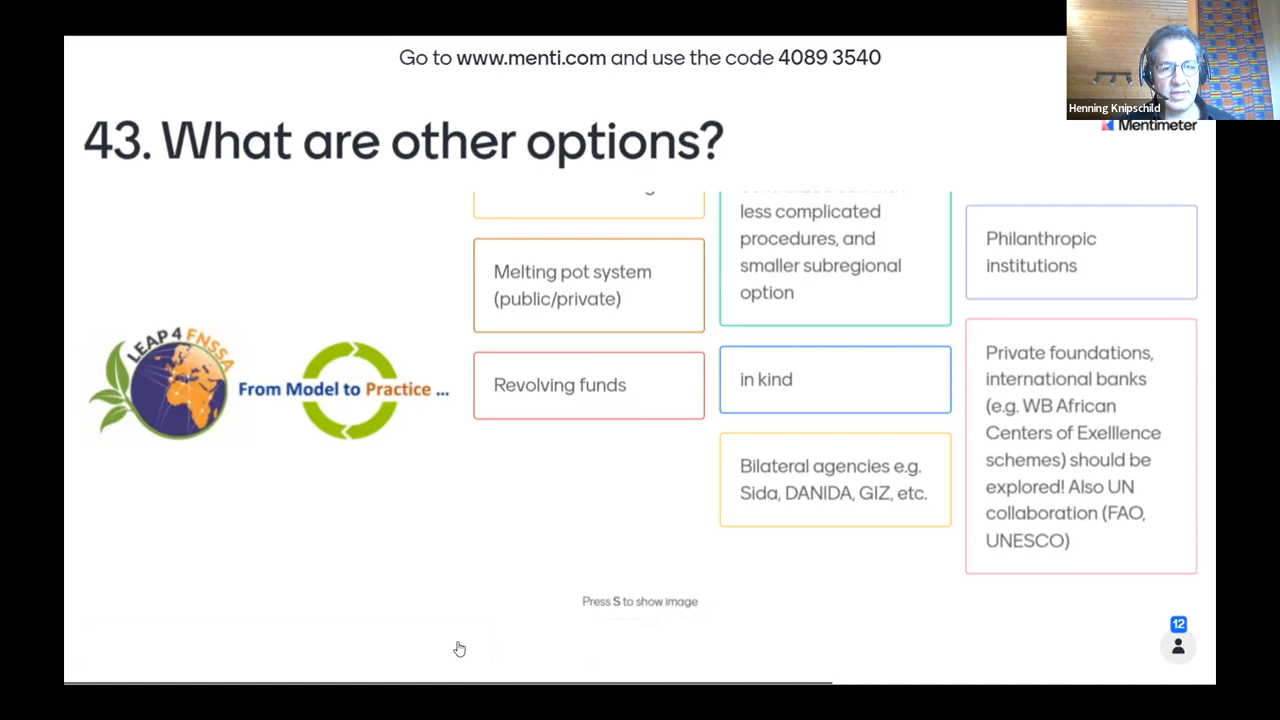 Go to www.menti.com and use the code 4089 3540
Henning Knipschild
Mentimeter
43. What are other options?
less complicated
procedures, and
smaller subregional
option
Melting pot system
(public/private)
Revolving funds
in kind
Bilateral agencies e.g.
Sida, DANIDA, GIZ, etc.
Philanthropic
institutions
Private foundations,
international banks
(e.g. WB African
Centers of Exelllence
schemes) should be
explored! Also UN
collaboration (FAO,
UNESCO)
LEAP 4 FNSSA
From Model to Practice ...
Press S to show image
12